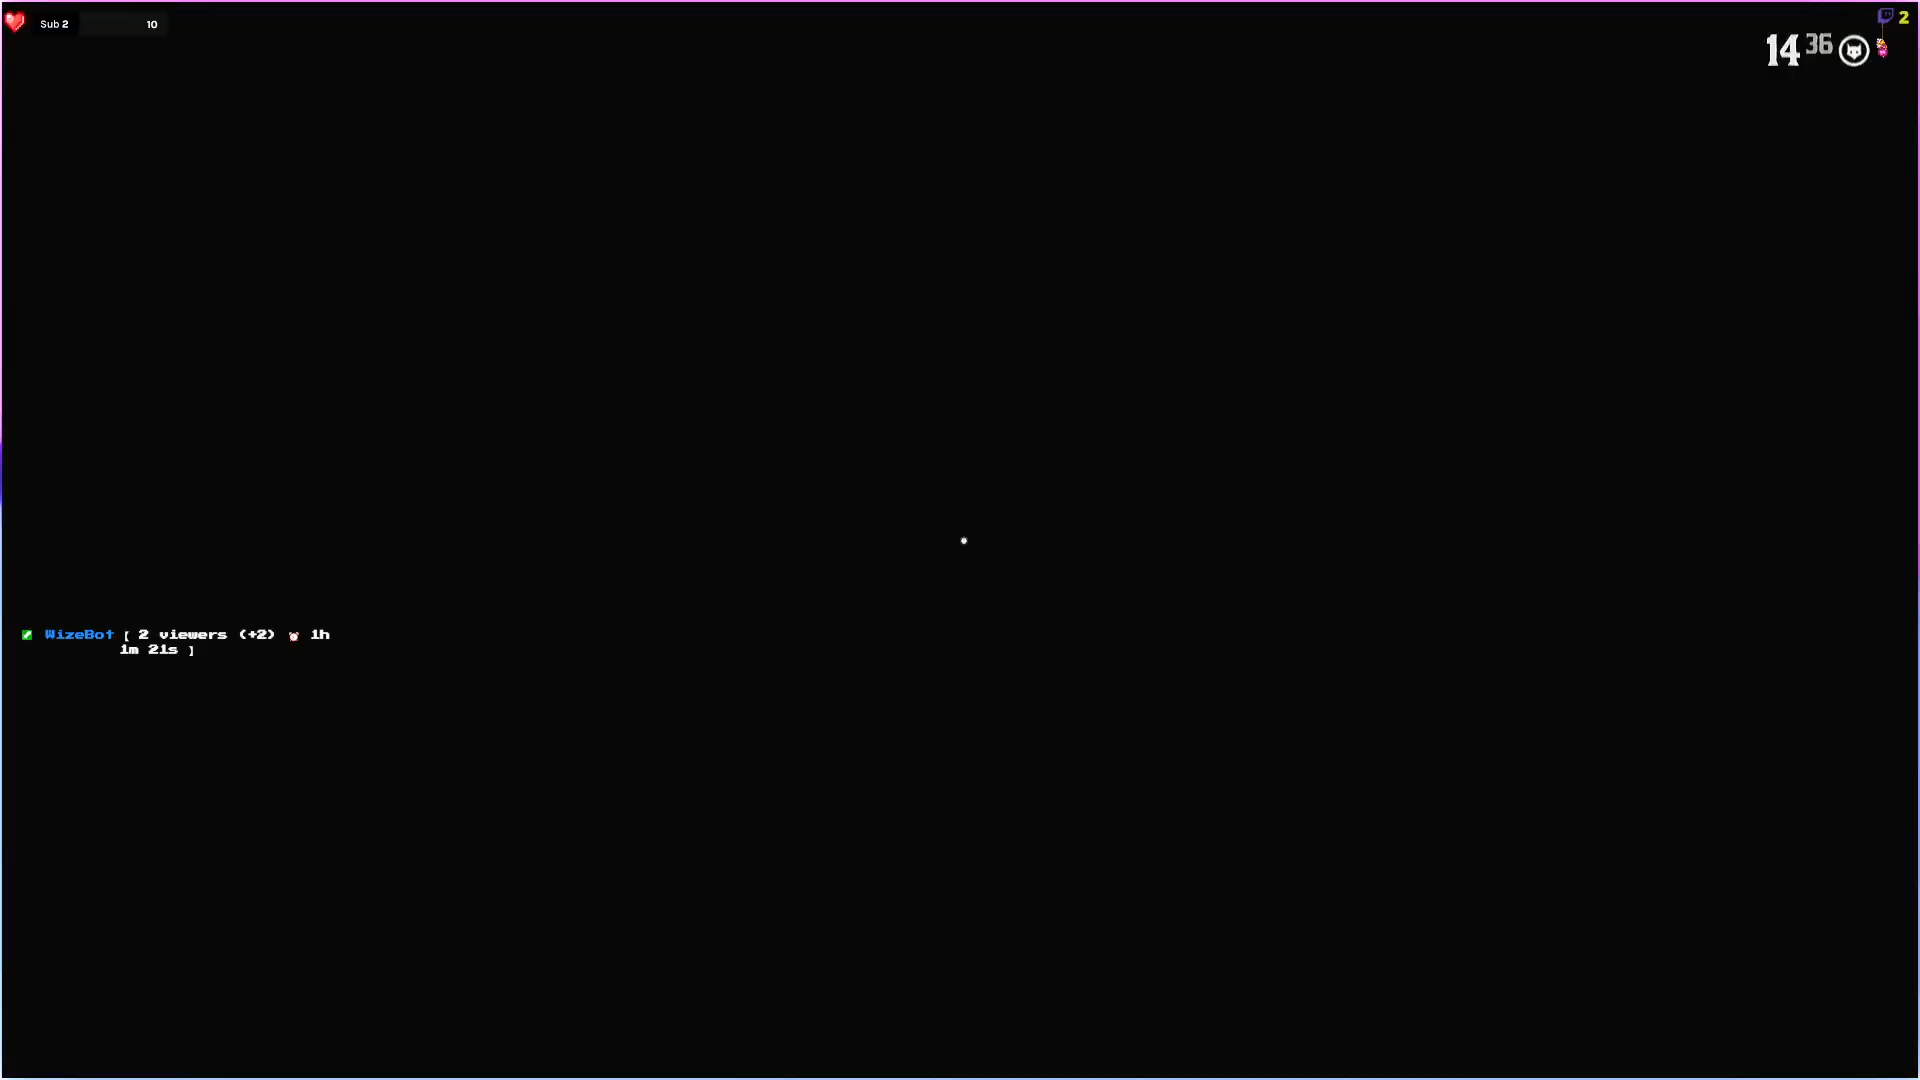 Sub 2 10
2
14 36
WizeBot [ 2 viewers (+2) ⏰ 1h
1m 21s ]